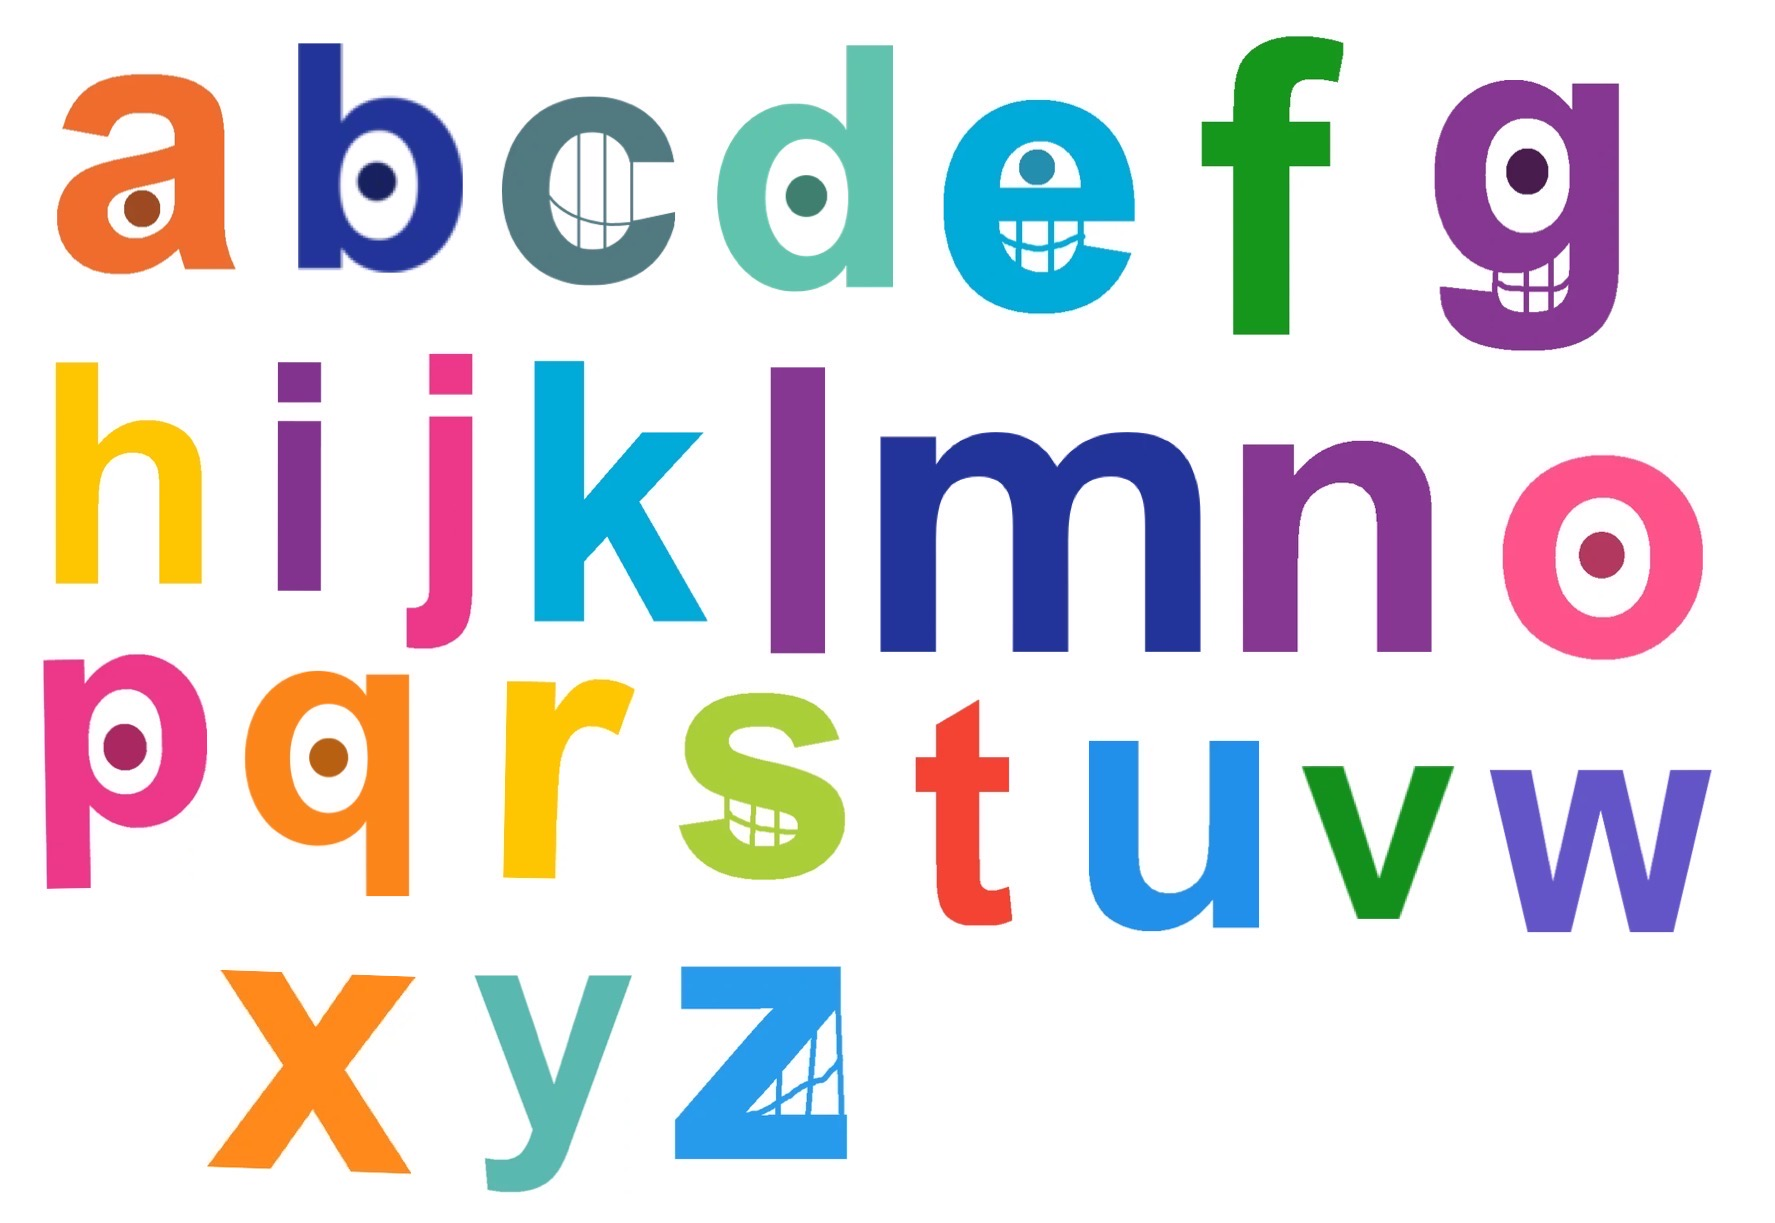 abcdefg
hijklmno
pqrstuvw
xyz